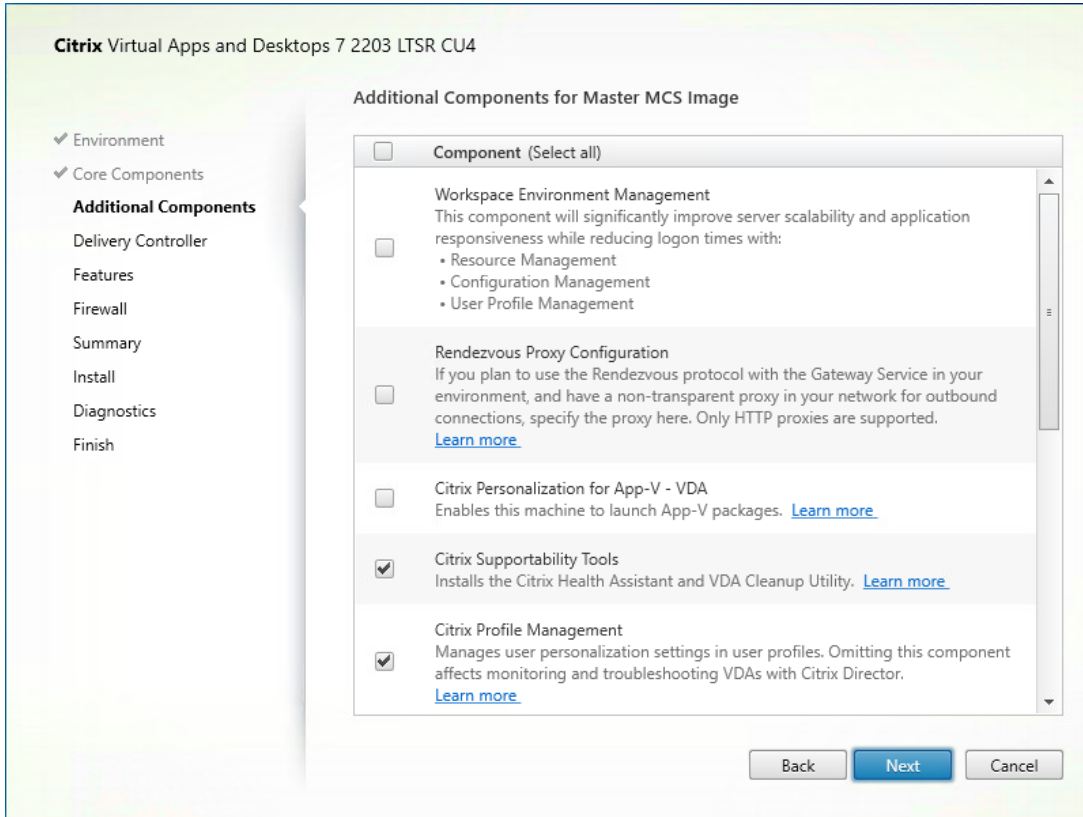 Citrix Virtual Apps and Desktops 7 2203 LTSR CU4
Additional Components for Master MCS Image
Environment
Core Components
Additional Components
Delivery Controller
Features
Firewall
Summary
Install
Diagnostics
Finish
Component (Select all)
Workspace Environment Management
This component will significantly improve server scalability and application
responsiveness while reducing logon times with:
• Resource Management
• Configuration Management
• User Profile Management
Rendezvous Proxy Configuration
If you plan to use the Rendezvous protocol with the Gateway Service in your
environment, and have a non-transparent proxy in your network for outbound
connections, specify the proxy here. Only HTTP proxies are supported.
Learn more
Citrix Personalization for App-V - VDA
Enables this machine to launch App-V packages. Learn more
Citrix Supportability Tools
Installs the Citrix Health Assistant and VDA Cleanup Utility. Learn more
Citrix Profile Management
Manages user personalization settings in user profiles. Omitting this component
affects monitoring and troubleshooting VDAs with Citrix Director.
Learn more
Back
Next
Cancel